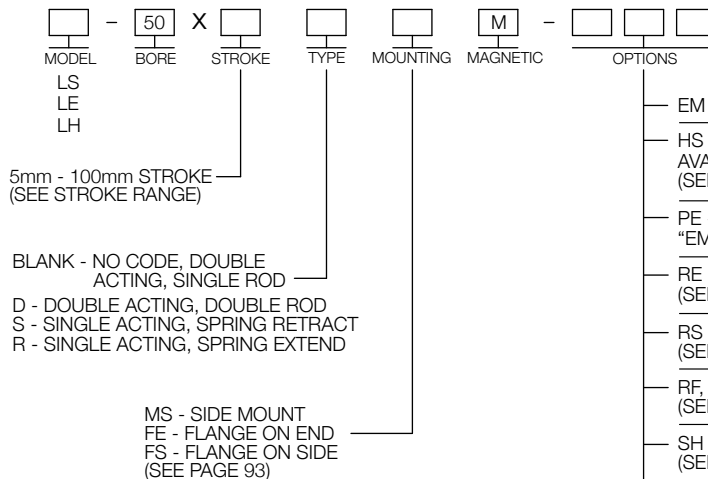 – 50 X M –
MODEL BORE STROKE TYPE MOUNTING MAGNETIC OPTIONS
LS
LE
LH
5mm - 100mm STROKE
(SEE STROKE RANGE)
BLANK - NO CODE, DOUBLE
ACTING, SINGLE ROD
D - DOUBLE ACTING, DOUBLE ROD
S - SINGLE ACTING, SPRING RETRACT
R - SINGLE ACTING, SPRING EXTEND
MS - SIDE MOUNT
FE - FLANGE ON END
FS - FLANGE ON SIDE
(SEE PAGE 93)
EM
HS
PE
RE
RS
RF,
SH